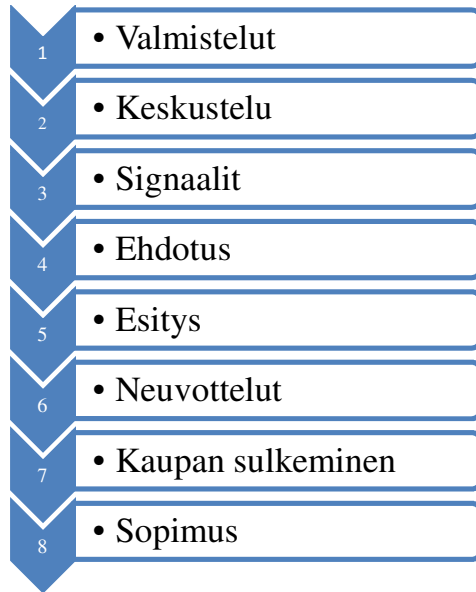 1
• Valmistelut
2
• Keskustelu
3
• Signaalit
4
• Ehdotus
5
• Esitys
6
• Neuvottelut
7
• Kaupan sulkeminen
8
• Sopimus